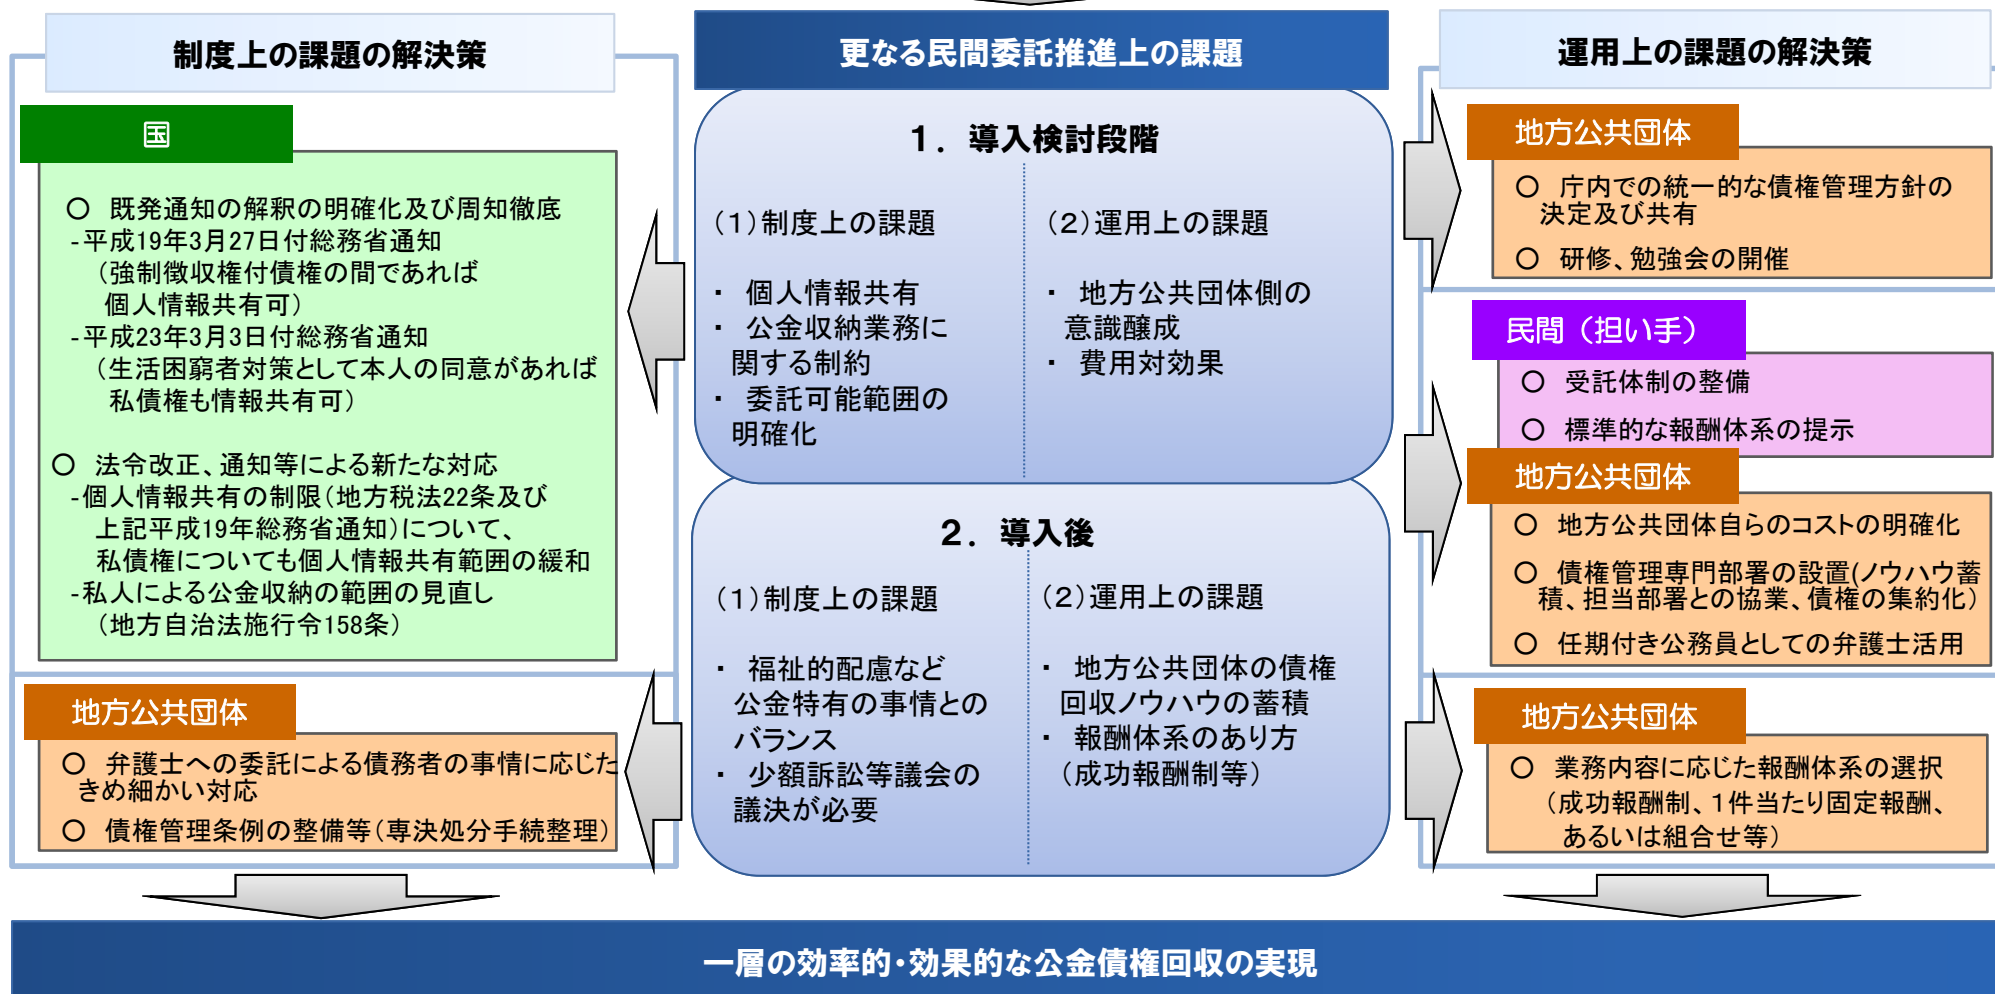 制度上の課題の解決策
国
〇 既発通知の解釈の明確化及び周知徹底
-平成19年3月27日付総務省通知
（強制徴収権付債権の間であれば
個人情報共有可）
-平成23年3月3日付総務省通知
（生活困窮者対策として本人の同意があれば
私債権も情報共有可）
〇 法令改正、通知等による新たな対応
-個人情報共有の制限（地方税法22条及び
上記平成19年総務省通知）について、
私債権についても個人情報共有範囲の緩和
-私人による公金収納の範囲の見直し
（地方自治法施行令158条）
地方公共団体
〇 弁護士への委託による債務者の事情に応じた
きめ細かい対応
〇 債権管理条例の整備等（専決処分手続整理）
更なる民間委託推進上の課題
１．導入検討段階
（１）制度上の課題
・ 個人情報共有
・ 公金収納業務に
関する制約
・ 委託可能範囲の
明確化
（２）運用上の課題
・ 地方公共団体側の
意識醸成
・ 費用対効果
２．導入後
（１）制度上の課題
・ 福祉的配慮など
公金特有の事情との
バランス
・ 少額訴訟等議会の
議決が必要
（２）運用上の課題
・ 地方公共団体の債権
回収ノウハウの蓄積
・ 報酬体系のあり方
（成功報酬制等）
運用上の課題の解決策
地方公共団体
〇 庁内での統一的な債権管理方針の
決定及び共有
〇 研修、勉強会の開催
民間（担い手）
〇 受託体制の整備
〇 標準的な報酬体系の提示
地方公共団体
〇 地方公共団体自らのコストの明確化
〇 債権管理専門部署の設置(ノウハウ蓄
積、担当部署との協業、債権の集約化）
〇 任期付き公務員としての弁護士活用
地方公共団体
〇 業務内容に応じた報酬体系の選択
（成功報酬制、１件当たり固定報酬、
あるいは組合せ等）
一層の効率的・効果的な公金債権回収の実現